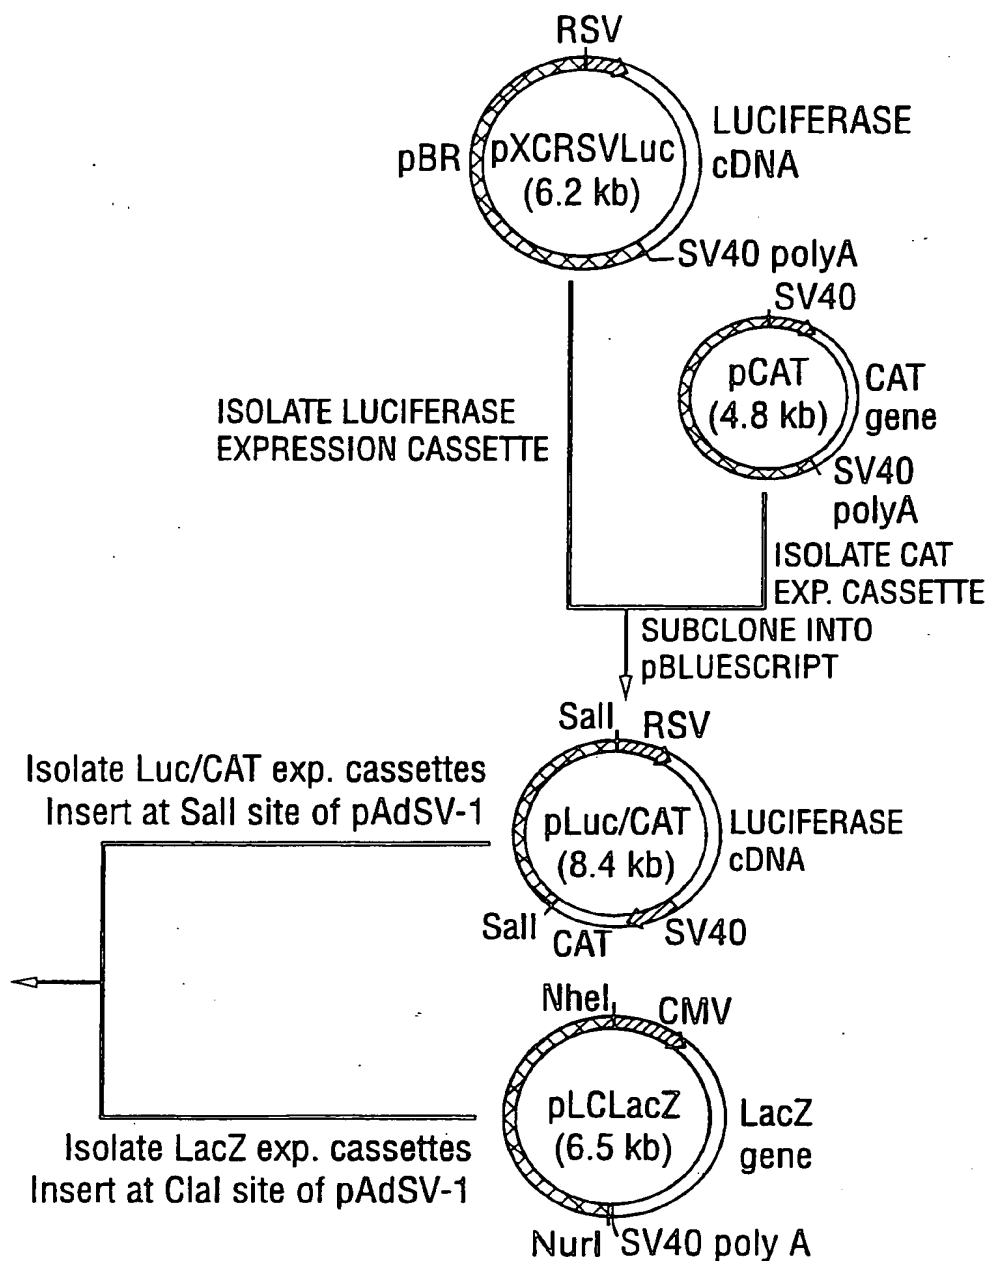 RSV
pBR
pXCRSVLuc
(6.2 kb)
LUCIFERASE
cDNA
SV40 polyA
SV40
pCAT
(4.8 kb)
CAT
gene
SV40
polyA
ISOLATE LUCIFERASE
EXPRESSION CASSETTE
ISOLATE CAT
EXP. CASSETTE
SUBCLONE INTO
pBLUESCRIPT
SalI
RSV
Isolate Luc/CAT exp. cassettes
Insert at SalI site of pAdSV-1
pLuc/CAT
(8.4 kb)
LUCIFERASE
cDNA
SalI
CAT
SV40
NheI
CMV
pLCLacZ
(6.5 kb)
LacZ
gene
Isolate LacZ exp. cassettes
Insert at ClaI site of pAdSV-1
NurI
SV40 poly A